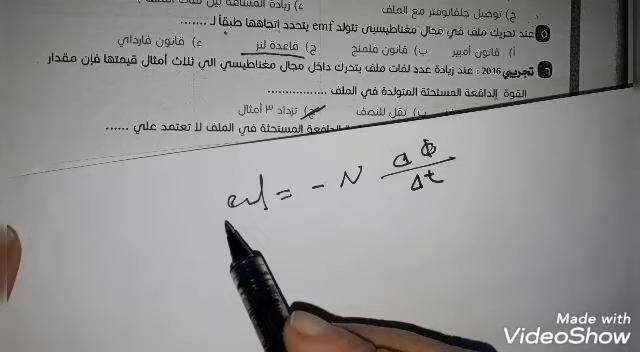 ج) توصيل جلفانومتر مع الملف
٥ عند تحريك ملف في مجال مغناطيسي تتولد emf يتحدد إتجاهها طبقاً لـ .......
أ) قانون أمبير ب) قانون فلمنج ج) قاعدة لنز د) قانون فارداي
٦ تجريبي 2016 : عند زيادة عدد لفات ملف يتحرك داخل مجال مغناطيسي الي ثلاث أمثال قيمتها فإن مقدار
القوة الدافعة المستحثة المتولدة في الملف .................
ب) تقل للنصف ج) تزداد ٣ أمثال
الدافعة المستحثة في الملف لا تعتمد علي ......
emf = - N ΔΦ/Δt
Made with
VideoShow